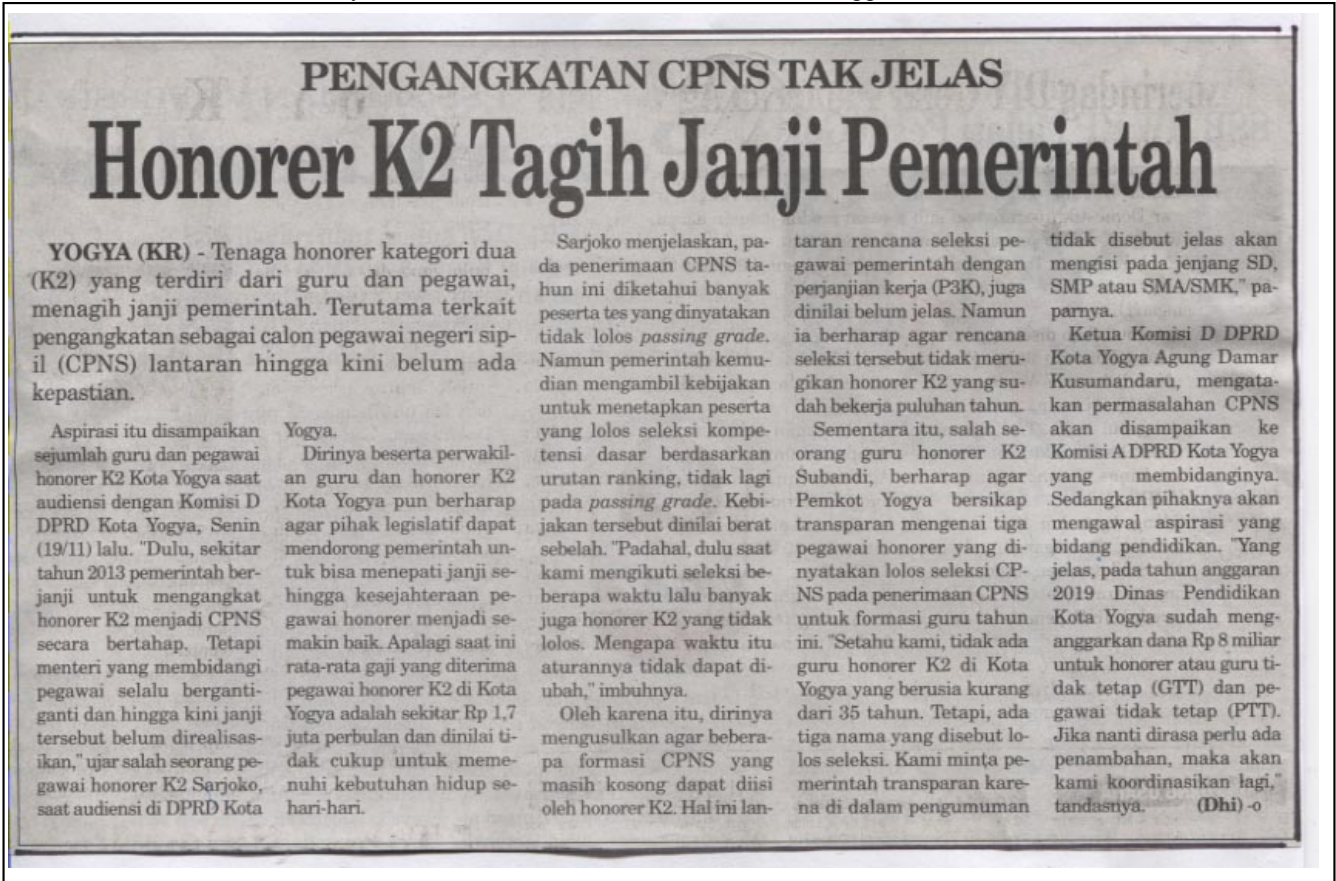 PENGANGKATAN CPNS TAK JELAS
Honorer K2 Tagih Janji Pemerintah
YOGYA (KR) - Tenaga honorer kategori dua
(K2) yang terdiri dari guru dan pegawai,
menagih janji pemerintah. Terutama terkait
pengangkatan sebagai calon pegawai negeri sip-
il (CPNS) lantaran hingga kini belum ada
kepastian.
Aspirasi itu disampaikan
sejumlah guru dan pegawai
honorer K2 Kota Yogya saat
audiensi dengan Komisi D
DPRD Kota Yogya, Senin
(19/11) lalu. "Dulu, sekitar
tahun 2013 pemerintah ber-
janji untuk mengangkat
honorer K2 menjadi CPNS
secara bertahap. Tetapi
menteri yang membidangi
pegawai selalu berganti-
ganti dan hingga kini janji
tersebut belum direalisas-
ikan," ujar salah seorang pe-
gawai honorer K2 Sarjoko,
saat audiensi di DPRD Kota
Yogya.
Dirinya beserta perwakil-
an guru dan honorer K2
Kota Yogya pun berharap
agar pihak legislatif dapat
mendorong pemerintah un-
tuk bisa menepati janji se-
hingga kesejahteraan pe-
gawai honorer menjadi se-
makin baik. Apalagi saat ini
rata-rata gaji yang diterima
pegawai honorer K2 di Kota
Yogya adalah sekitar Rp 1,7
juta perbulan dan dinilai ti-
dak cukup untuk meme-
nuhi kebutuhan hidup se-
hari-hari.
Sarjoko menjelaskan, pa-
da penerimaan CPNS ta-
hun ini diketahui banyak
peserta tes yang dinyatakan
tidak lolos passing grade.
Namun pemerintah kemu-
dian mengambil kebijakan
untuk menetapkan peserta
yang lolos seleksi kompe-
tensi dasar berdasarkan
urutan ranking, tidak lagi
pada passing grade. Kebi-
jakan tersebut dinilai berat
sebelah. "Padahal, dulu saat
kami mengikuti seleksi be-
berapa waktu lalu banyak
juga honorer K2 yang tidak
lolos. Mengapa waktu itu
aturannya tidak dapat di-
ubah," imbuhnya.
Oleh karena itu, dirinya
mengusulkan agar bebera-
pa formasi CPNS yang
masih kosong dapat diisi
oleh honorer K2. Hal ini lan-
taran rencana seleksi pe-
gawai pemerintah dengan
perjanjian kerja (P3K), juga
dinilai belum jelas. Namun
ia berharap agar rencana
seleksi tersebut tidak meru-
gikan honorer K2 yang su-
dah bekerja puluhan tahun.
Sementara itu, salah se-
orang guru honorer K2
Subandi, berharap agar
Pemkot Yogya bersikap
transparan mengenai tiga
pegawai honorer yang di-
nyatakan lolos seleksi CP-
NS pada penerimaan CPNS
untuk formasi guru tahun
ini. "Setahu kami, tidak ada
guru honorer K2 di Kota
Yogya yang berusia kurang
dari 35 tahun. Tetapi, ada
tiga nama yang disebut lo-
los seleksi. Kami minta pe-
merintah transparan kare-
na di dalam pengumuman
tidak disebut jelas akan
mengisi pada jenjang SD,
SMP atau SMA/SMK," pa-
parnya.
Ketua Komisi D DPRD
Kota Yogya Agung Damar
Kusumandaru, mengata-
kan permasalahan CPNS
akan disampaikan ke
Komisi A DPRD Kota Yogya
yang membidanginya.
Sedangkan pihaknya akan
mengawal aspirasi yang
bidang pendidikan. "Yang
jelas, pada tahun anggaran
2019 Dinas Pendidikan
Kota Yogya sudah meng-
anggarkan dana Rp 8 miliar
untuk honorer atau guru ti-
dak tetap (GTT) dan pe-
gawai tidak tetap (PTT).
Jika nanti dirasa perlu ada
penambahan, maka akan
kami koordinasikan lagi,"
tandasnya. (Dhi) -o